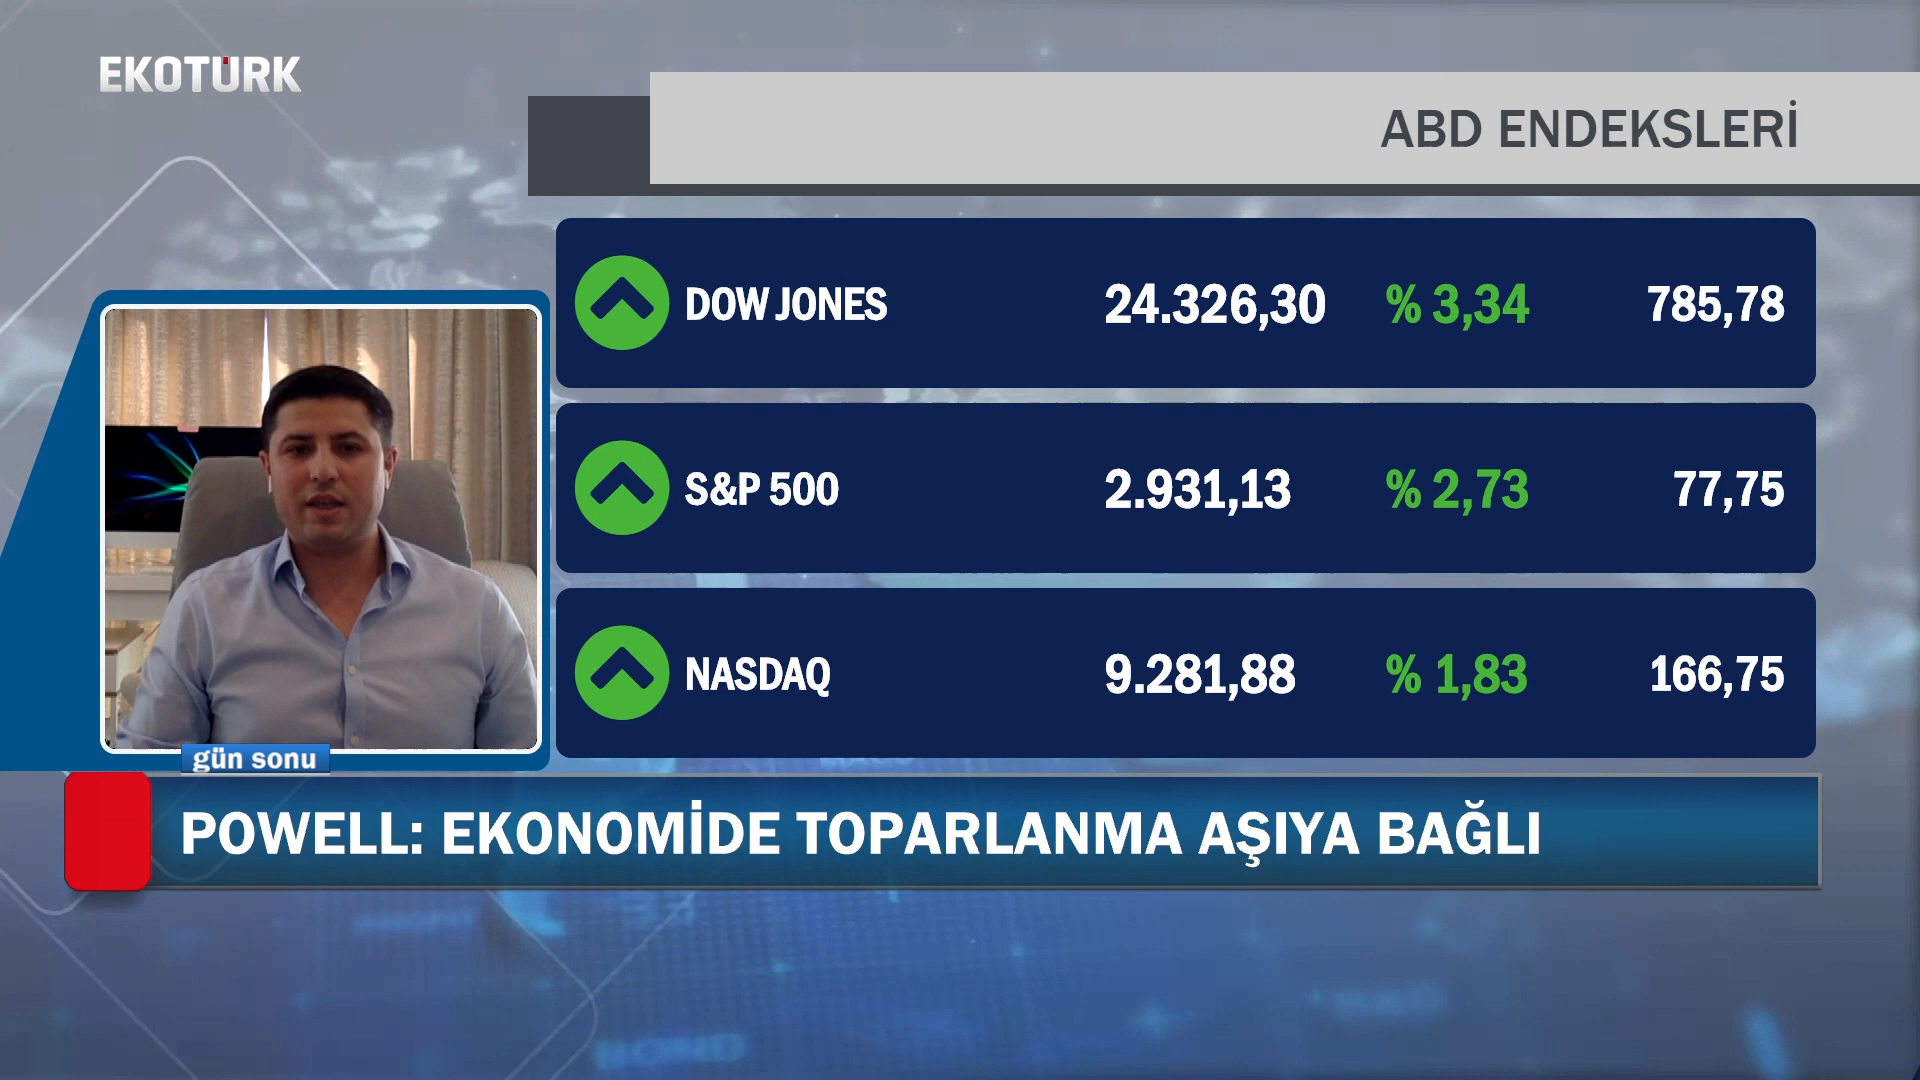 EKOTÜRK
ABD ENDEKSLERİ
DOW JONES 24.326,30 % 3,34 785,78
S&P 500 2.931,13 % 2,73 77,75
NASDAQ 9.281,88 % 1,83 166,75
gün sonu
POWELL: EKONOMİDE TOPARLANMA AŞIYA BAĞLI
BOND